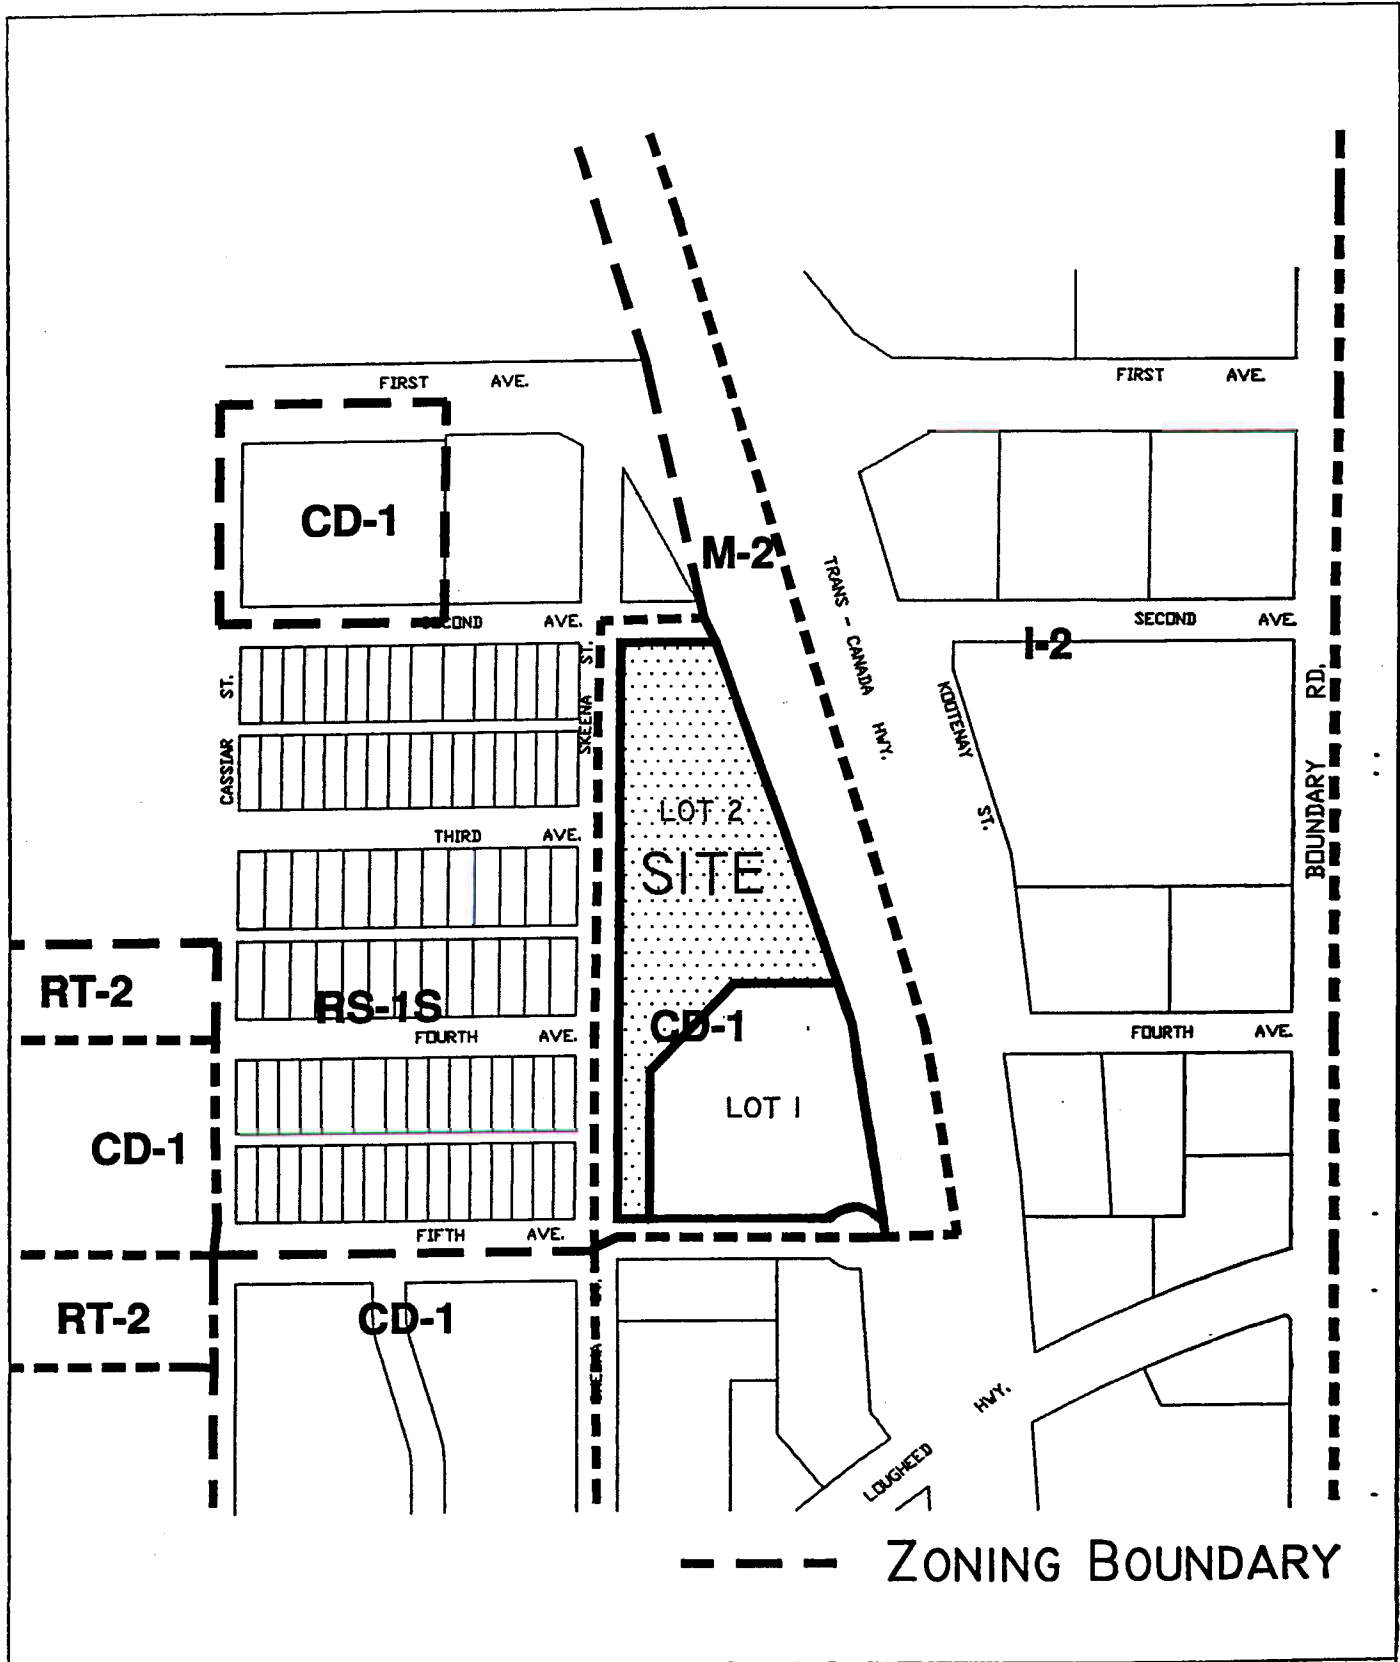 FIRST AVE.
FIRST AVE.
CD-1
M-2
TRANS - CANADA HWY.
SECOND AVE.
SECOND AVE.
I-2
CASSIAR ST.
SKEENA ST.
KOOTENAY ST.
BOUNDARY RD.
LOT 2
THIRD AVE.
SITE
RT-2
RS-1S
CD-1
FOURTH AVE.
FOURTH AVE.
LOT 1
CD-1
FIFTH AVE.
RT-2
CD-1
SKEENA ST.
LOUGHEED HWY.
ZONING BOUNDARY